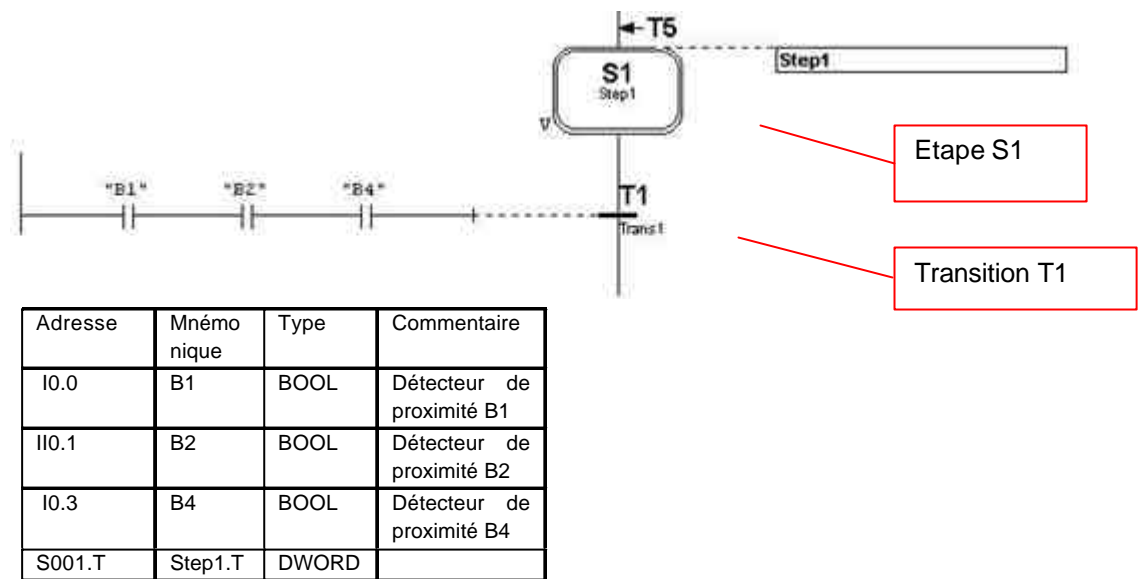 T5
S1
Step1
Step1
V
Etape S1
"B1" "B2" "B4"
T1
Trans1
Transition T1
Adresse Mnémo Type Commentaire
nique
I0.0 B1 BOOL Détecteur de
proximité B1
II0.1 B2 BOOL Détecteur de
proximité B2
I0.3 B4 BOOL Détecteur de
proximité B4
S001.T Step1.T DWORD